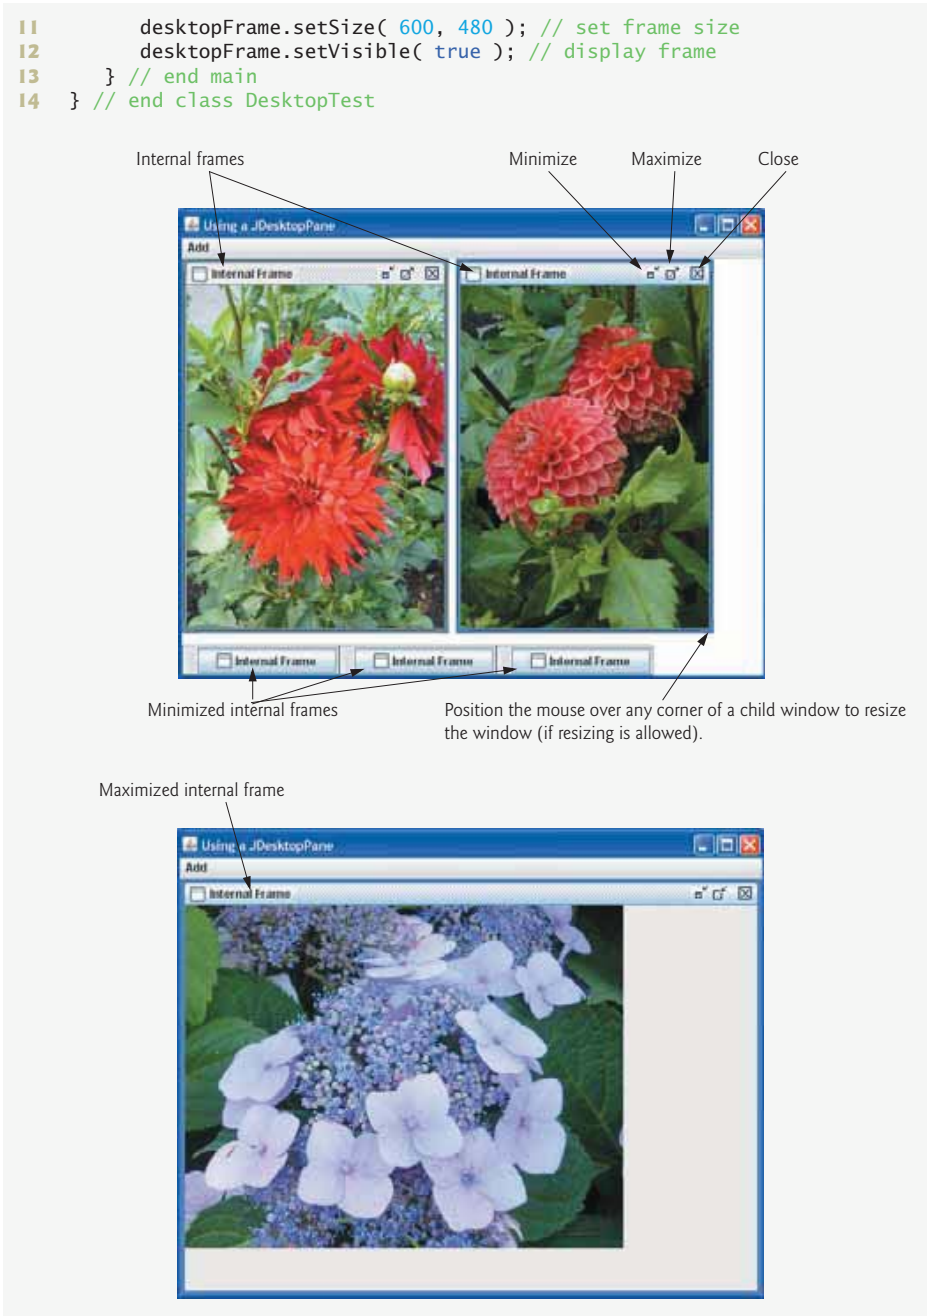 11 desktopFrame.setSize( 600, 480 ); // set frame size
12 desktopFrame.setVisible( true ); // display frame
13 } // end main
14 } // end class DesktopTest
Internal frames
Minimize
Maximize
Close
Using a JDesktopPane
Add
Internal Frame
Internal Frame
Internal Frame
Internal Frame
Internal Frame
Minimized internal frames
Position the mouse over any corner of a child window to resize
the window (if resizing is allowed).
Maximized internal frame
Using a JDesktopPane
Add
Internal Frame